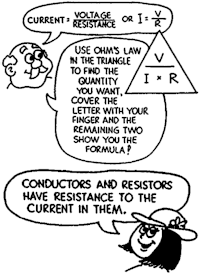 CURRENT = VOLTAGE/RESISTANCE OR I = V/R
USE OHM'S LAW
IN THE TRIANGLE
TO FIND THE
QUANTITY
YOU WANT.
COVER THE
LETTER WITH YOUR
FINGER AND THE
REMAINING TWO
SHOW YOU THE
FORMULA!
V
I × R
CONDUCTORS AND RESISTORS
HAVE RESISTANCE TO THE
CURRENT IN THEM.